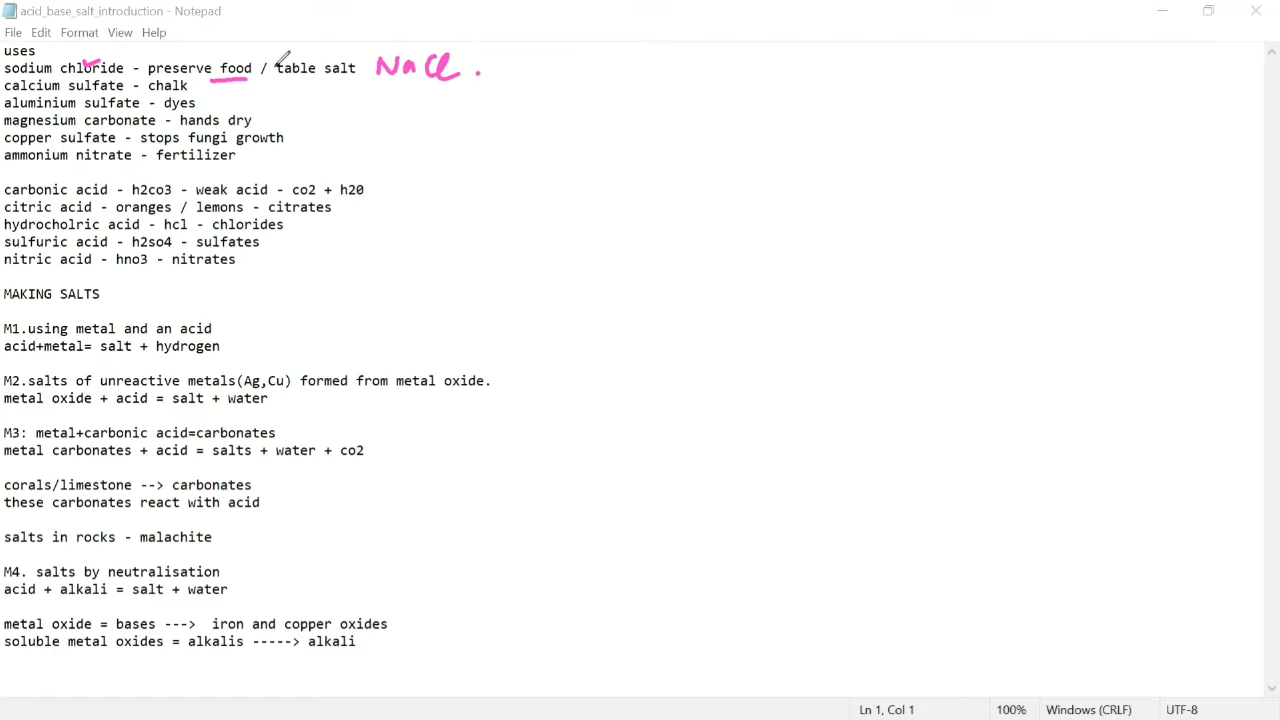 acid_base_salt_introduction - Notepad
File Edit Format View Help
uses
sodium chloride - preserve food / table salt NaCl.
calcium sulfate - chalk
aluminium sulfate - dyes
magnesium carbonate - hands dry
copper sulfate - stops fungi growth
ammonium nitrate - fertilizer
carbonic acid - h2co3 - weak acid - co2 + h20
citric acid - oranges / lemons - citrates
hydrocholric acid - hcl - chlorides
sulfuric acid - h2so4 - sulfates
nitric acid - hno3 - nitrates
MAKING SALTS
M1.using metal and an acid
acid+metal= salt + hydrogen
M2.salts of unreactive metals(Ag,Cu) formed from metal oxide.
metal oxide + acid = salt + water
M3: metal+carbonic acid=carbonates
metal carbonates + acid = salts + water + co2
corals/limestone --> carbonates
these carbonates react with acid
salts in rocks - malachite
M4. salts by neutralisation
acid + alkali = salt + water
metal oxide = bases ---> iron and copper oxides
soluble metal oxides = alkalis -----> alkali
Ln 1, Col 1 100% Windows (CRLF) UTF-8